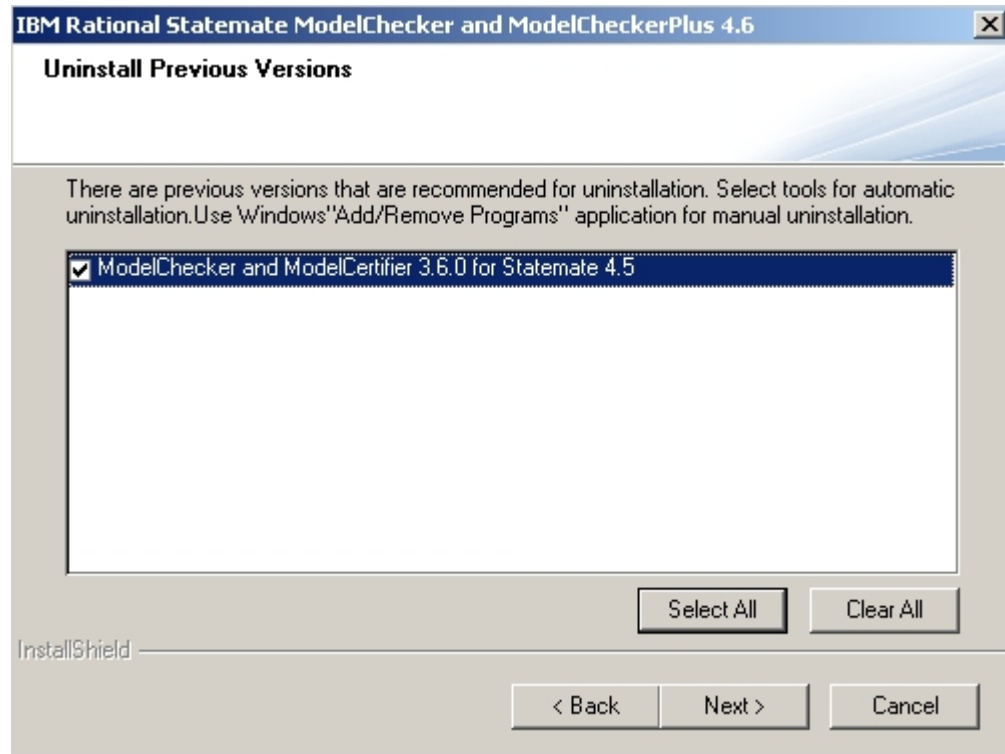 IBM Rational Statemate ModelChecker and ModelCheckerPlus 4.6
Uninstall Previous Versions
There are previous versions that are recommended for uninstallation. Select tools for automatic
uninstallation.Use Windows"Add/Remove Programs" application for manual uninstallation.
ModelChecker and ModelCertifier 3.6.0 for Statemate 4.5
Select All
Clear All
InstallShield
< Back
Next >
Cancel